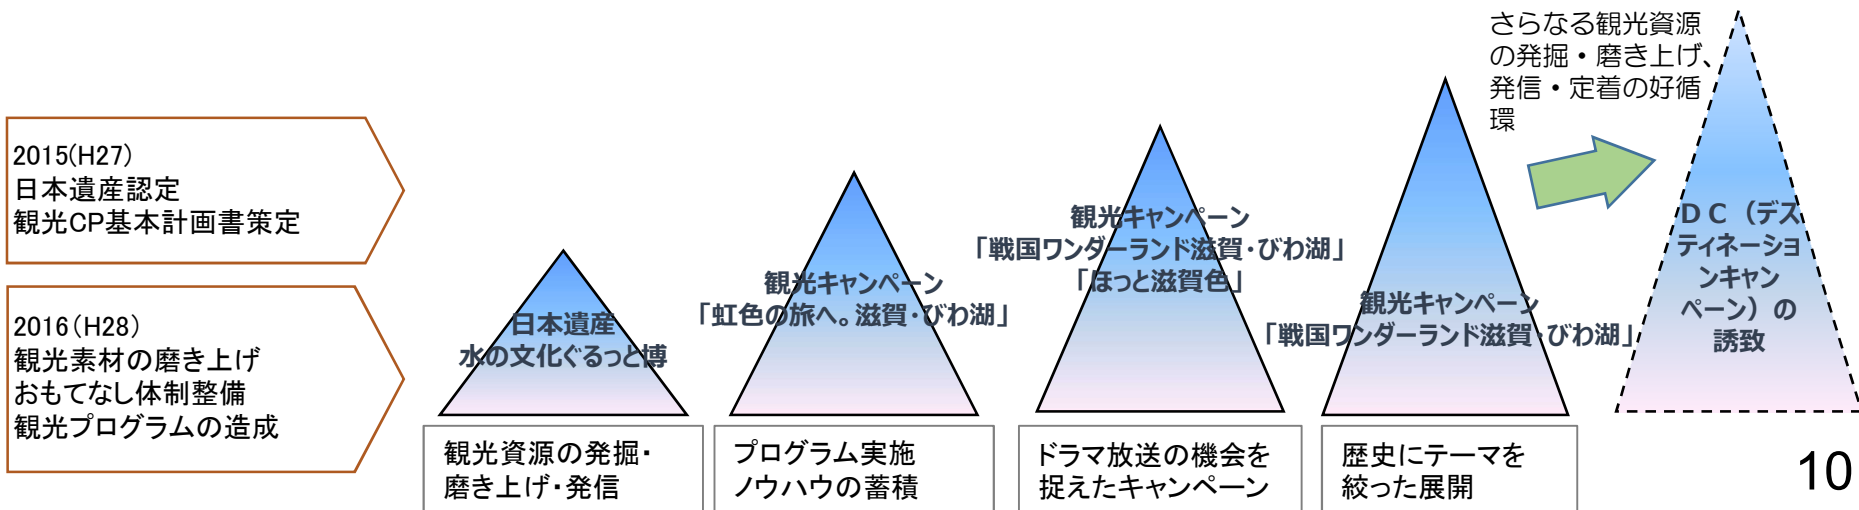 2015(H27)
日本遺産認定
観光CP基本計画書策定
2016（H28）
観光素材の磨き上げ
おもてなし体制整備
観光プログラムの造成
日本遺産
水の文化ぐるっと博
観光資源の発掘・
磨き上げ・発信
観光キャンペーン
「虹色の旅へ。滋賀・びわ湖」
プログラム実施
ノウハウの蓄積
観光キャンペーン
「戦国ワンダーランド滋賀・びわ湖」
「ほっと滋賀色」
ドラマ放送の機会を
捉えたキャンペーン
観光キャンペーン
「戦国ワンダーランド滋賀・びわ湖」
歴史にテーマを
絞った展開
さらなる観光資源
の発掘・磨き上げ、
発信・定着の好循
環
ＤＣ（デス
ティネーショ
ンキャン
ペーン）の
誘致
10